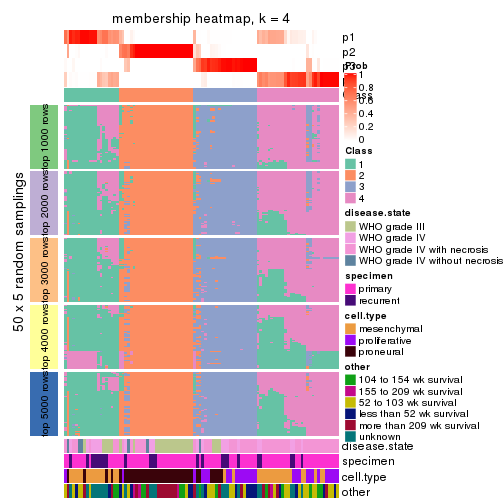 membership heatmap, k = 4
p1
p2
p3
Prob
1
0.8
0.6
0.4
0.2
0
Class
Class
1
2
3
4
disease.state
WHO grade III
WHO grade IV
WHO grade IV with necrosis
WHO grade IV without necrosis
specimen
primary
recurrent
cell.type
mesenchymal
proliferative
proneural
other
104 to 154 wk survival
155 to 209 wk survival
52 to 103 wk survival
less than 52 wk survival
more than 209 wk survival
unknown
50 x 5 random samplings
top 1000 rows
top 2000 rows
top 3000 rows
top 4000 rows
top 5000 rows
disease.state
specimen
cell.type
other